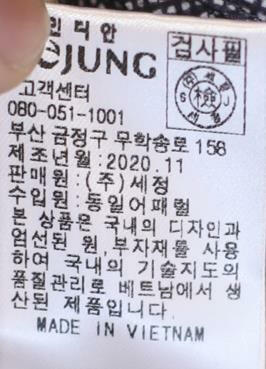 인디안
SEJUNG
검사필
고객센터
080-051-1001
부산 금정구 무학송로 158
제조년월 : 2020. 11
판매원 : (주)세정
수입원 : 동일어패럴
본 상품은 국내의 디자인과
엄선된 원,부자재를 사용
하여 국내의 기술지도의
품질관리로 베트남에서 생
산된 제품입니다.
MADE IN VIETNAM